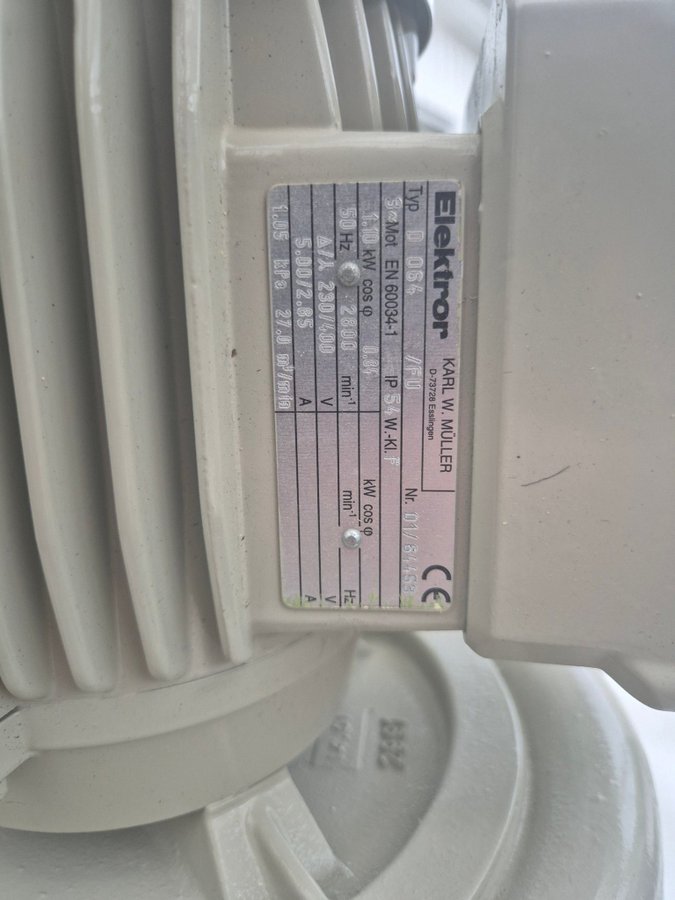 Elektror KARL W. MÜLLER
D-73728 Esslingen
CE
Typ D 064 /FU Nr. 01/
3~Mot EN 60034-1 IP 54 W.-Kl. F
1.10 kW cos φ 0.84 kW cos φ
50 Hz 2800 min⁻¹ min⁻¹ Hz
Δ/⅄ 230/400 V V
5.00/2.85 A A
1.05 kPa 27.0 m³/min